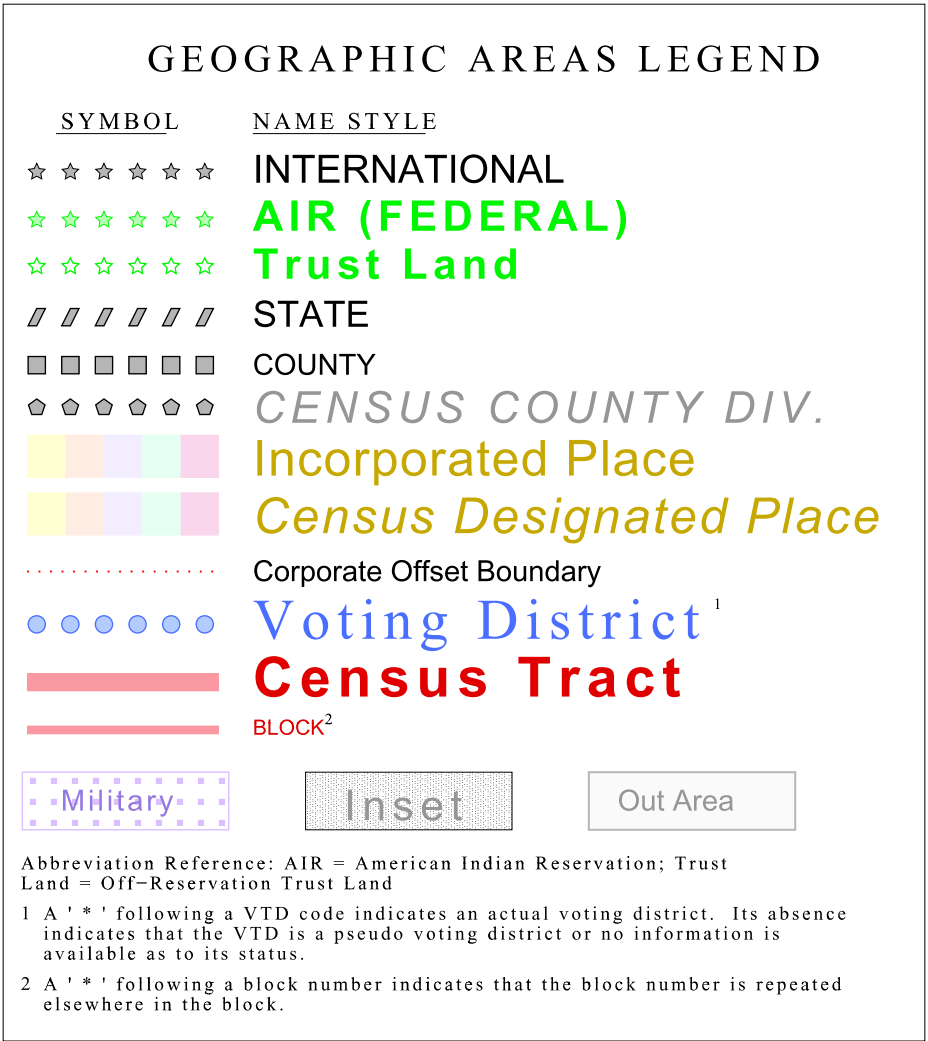 GEOGRAPHIC AREAS LEGEND
SYMBOL NAME STYLE
INTERNATIONAL
AIR (FEDERAL)
Trust Land
STATE
COUNTY
CENSUS COUNTY DIV.
Incorporated Place
Census Designated Place
Corporate Offset Boundary
Voting District 1
Census Tract
BLOCK2
Military Inset Out Area
Abbreviation Reference: AIR = American Indian Reservation; Trust
Land = Off−Reservation Trust Land
1 A ' * ' following a VTD code indicates an actual voting district. Its absence
indicates that the VTD is a pseudo voting district or no information is
available as to its status.
2 A ' * ' following a block number indicates that the block number is repeated
elsewhere in the block.